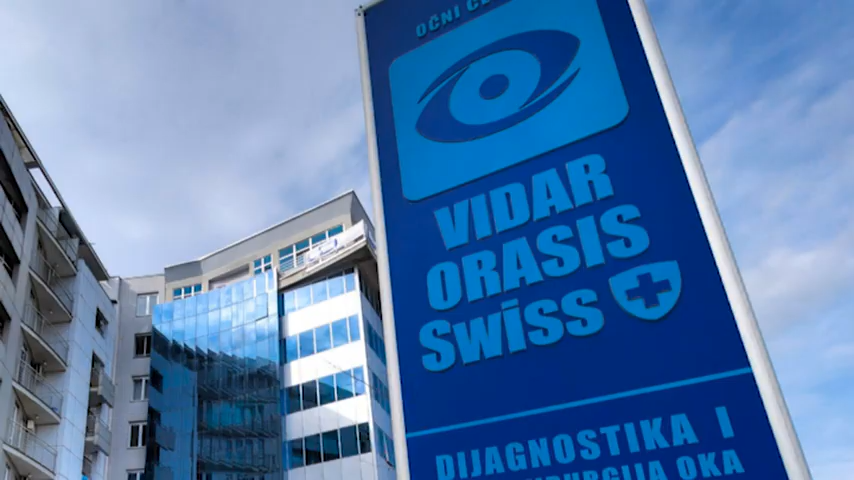 OČNI
VIDAR
ORASIS
Swiss
DIJAGNOSTIKA I
OKA